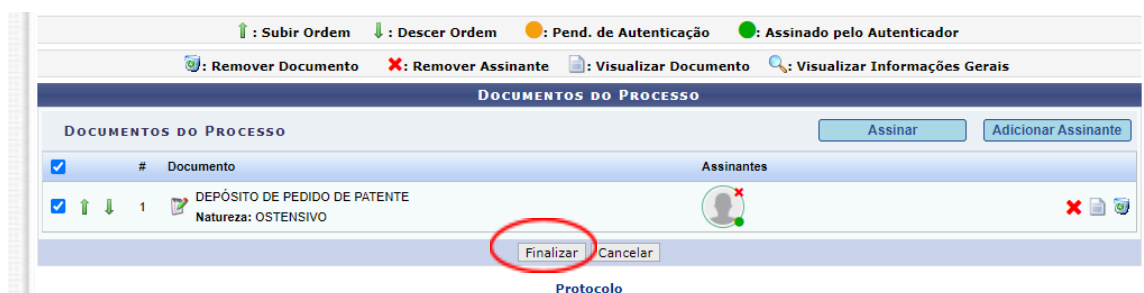 : Subir Ordem : Descer Ordem : Pend. de Autenticação : Assinado pelo Autenticador
: Remover Documento : Remover Assinante : Visualizar Documento : Visualizar Informações Gerais
Documentos do Processo
Documentos do Processo Assinar Adicionar Assinante
# Documento Assinantes
1 DEPÓSITO DE PEDIDO DE PATENTE
Natureza: OSTENSIVO
Finalizar Cancelar
Protocolo